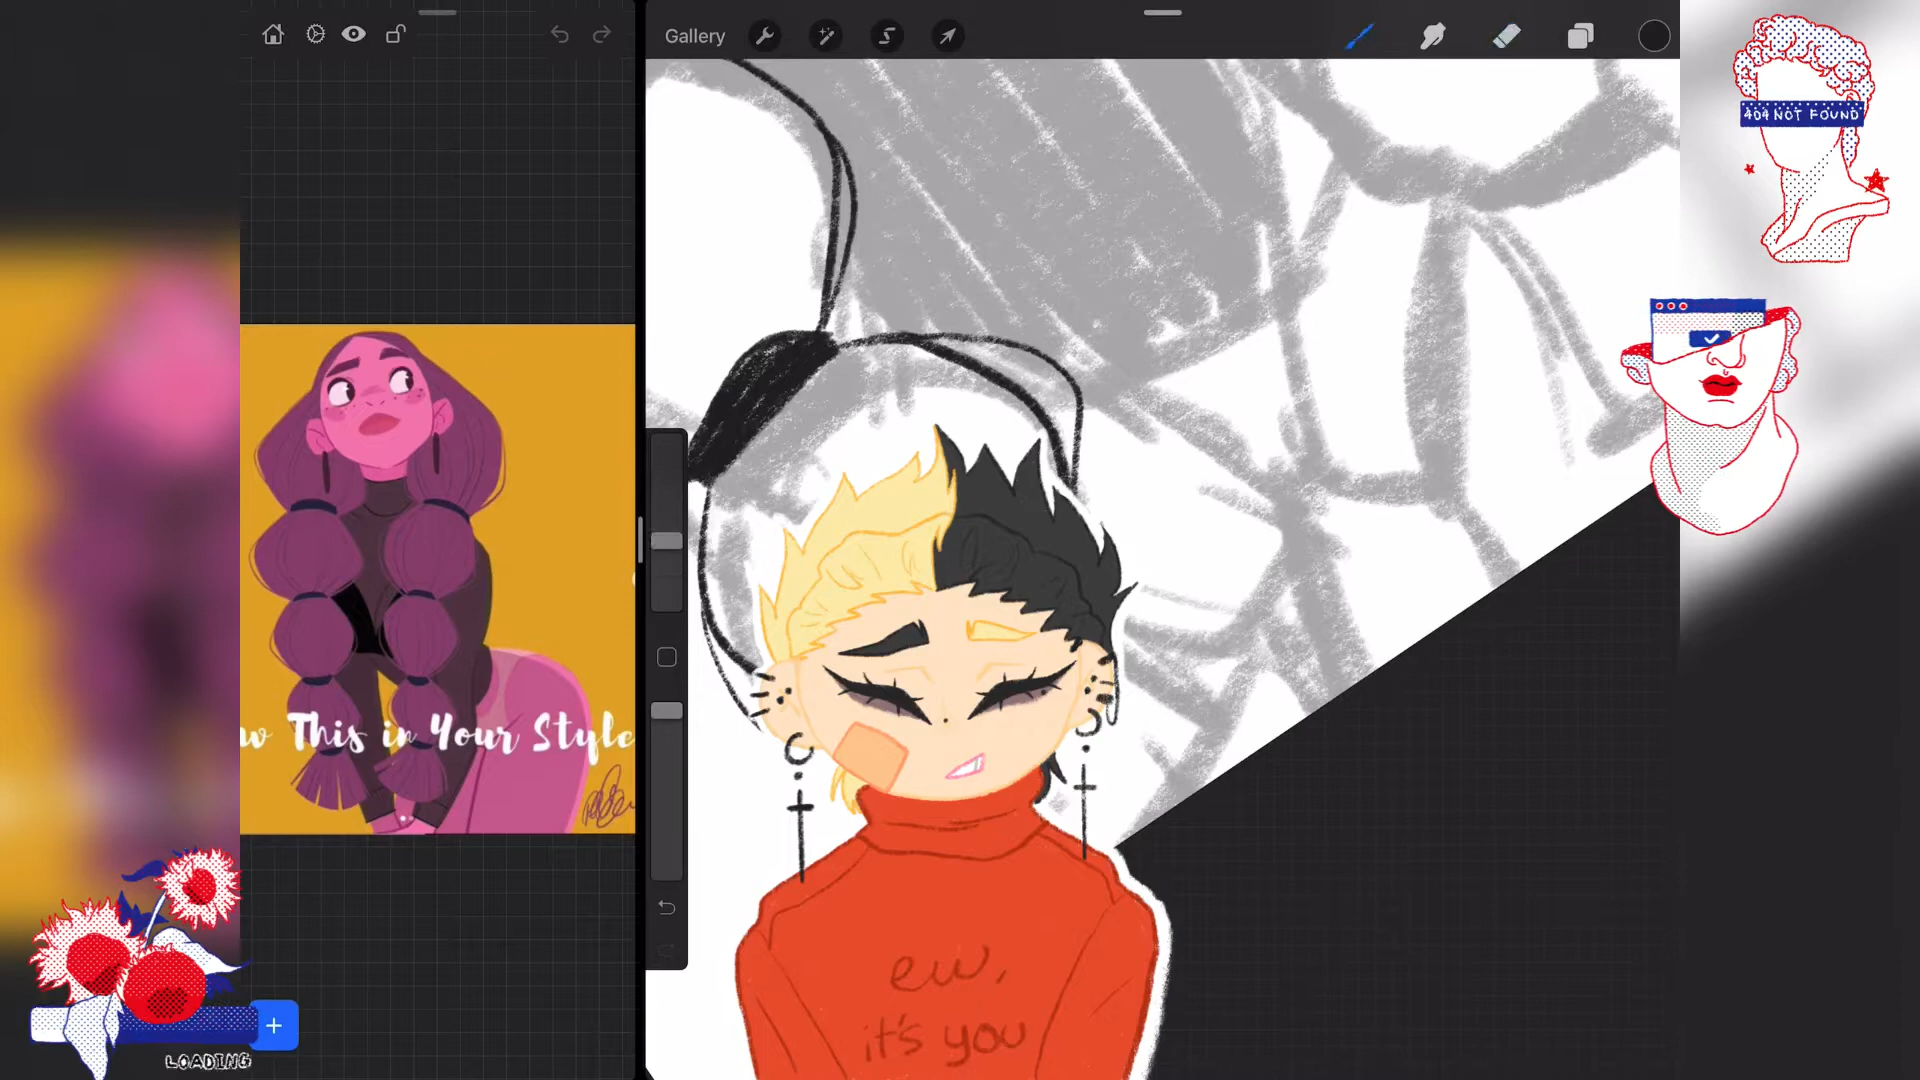 Gallery
404 NOT FOUND
w This in Your Style
ew,
it's you
LOADING